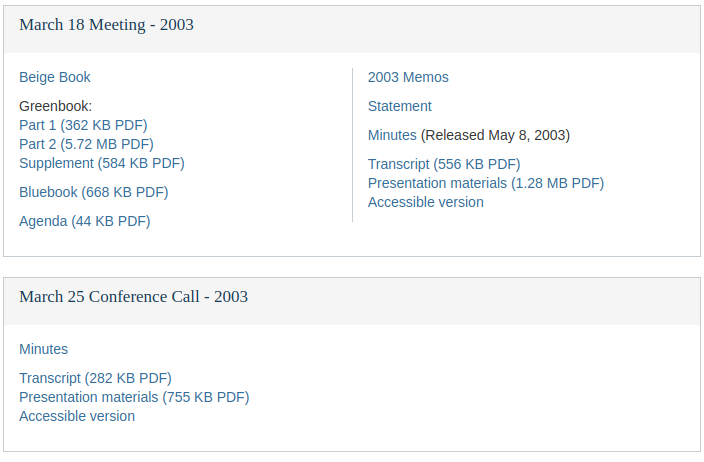 March 18 Meeting - 2003
Beige Book
Greenbook:
Part 1 (362 KB PDF)
Part 2 (5.72 MB PDF)
Supplement (584 KB PDF)
Bluebook (668 KB PDF)
Agenda (44 KB PDF)
2003 Memos
Statement
Minutes (Released May 8, 2003)
Transcript (556 KB PDF)
Presentation materials (1.28 MB PDF)
Accessible version
March 25 Conference Call - 2003
Minutes
Transcript (282 KB PDF)
Presentation materials (755 KB PDF)
Accessible version